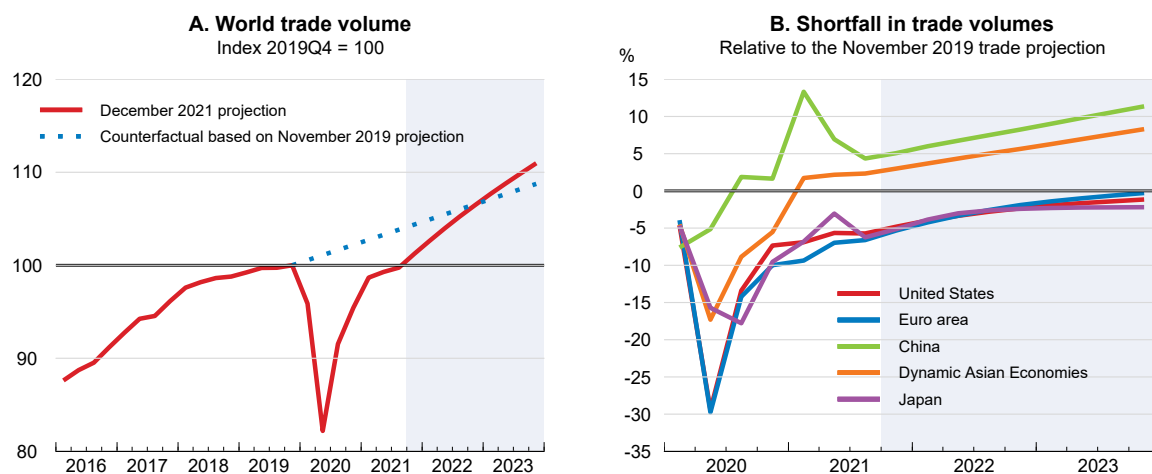 A. World trade volume
Index 2019Q4 = 100
120
December 2021 projection
Counterfactual based on November 2019 projection
110
100
90
80
2016 2017 2018 2019 2020 2021 2022 2023
B. Shortfall in trade volumes
Relative to the November 2019 trade projection
%
15
10
5
0
-5
-10
-15
-20
-25
-30
-35
United States
Euro area
China
Dynamic Asian Economies
Japan
2020 2021 2022 2023